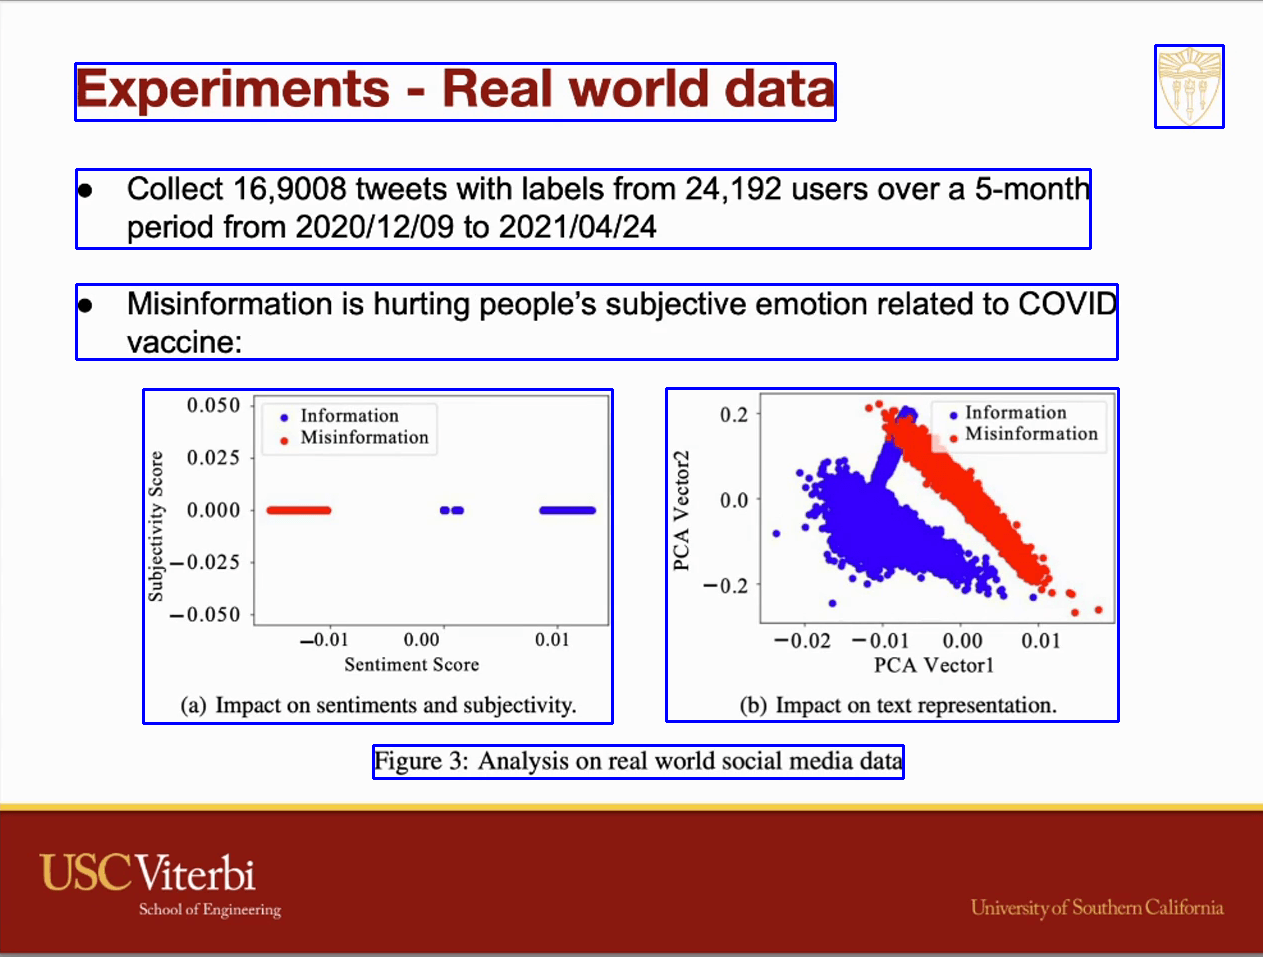 Experiments - Real world data
● Collect 16,9008 tweets with labels from 24,192 users over a 5-month
period from 2020/12/09 to 2021/04/24
● Misinformation is hurting people's subjective emotion related to COVID
vaccine:
Information
Misinformation
0.050
0.025
0.000
−0.025
−0.050
Subjectivity Score
−0.01 0.00 0.01
Sentiment Score
(a) Impact on sentiments and subjectivity.
Information
Misinformation
0.2
0.0
−0.2
PCA Vector2
−0.02 −0.01 0.00 0.01
PCA Vector1
(b) Impact on text representation.
Figure 3: Analysis on real world social media data
USC Viterbi
School of Engineering
University of Southern California